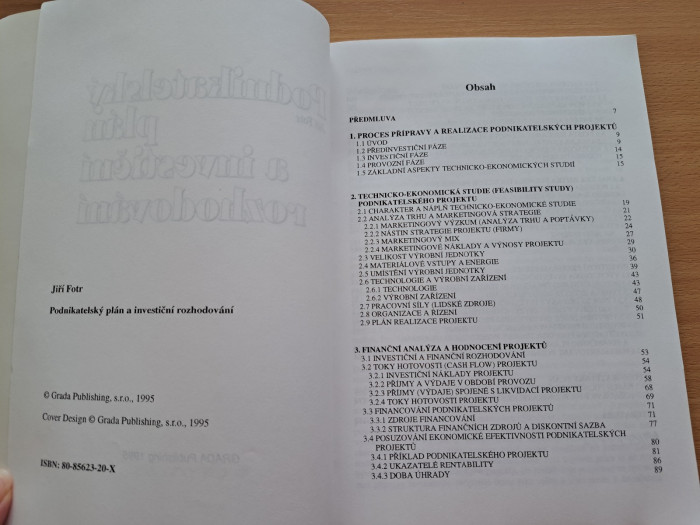 Jiří Fotr
Podnikatelský plán a investiční rozhodování
© Grada Publishing, s.r.o., 1995
Cover Design © Grada Publishing, s.r.o., 1995
ISBN: 80-85623-20-X
Obsah
PŘEDMLUVA 7
1. PROCES PŘÍPRAVY A REALIZACE PODNIKATELSKÝCH PROJEKTŮ 9
1.1 ÚVOD 9
1.2 PŘEDINVESTIČNÍ FÁZE 9
1.3 INVESTIČNÍ FÁZE 14
1.4 PROVOZNÍ FÁZE 15
1.5 ZÁKLADNÍ ASPEKTY TECHNICKO-EKONOMICKÝCH STUDIÍ 15
2. TECHNICKO-EKONOMICKÁ STUDIE (FEASIBILITY STUDY)
PODNIKATELSKÉHO PROJEKTU
2.1 CHARAKTER A NÁPLŇ TECHNICKO-EKONOMICKÉ STUDIE 19
2.2 ANALÝZA TRHU A MARKETINGOVÁ STRATEGIE 21
2.2.1 MARKETINGOVÝ VÝZKUM (ANALÝZA TRHU A POPTÁVKY) 22
2.2.2 NÁSTIN STRATEGIE PROJEKTU (FIRMY) 24
2.2.3 MARKETINGOVÝ MIX 27
2.2.4 MARKETINGOVÉ NÁKLADY A VÝNOSY PROJEKTU 29
2.3 VELIKOST VÝROBNÍ JEDNOTKY 30
2.4 MATERIÁLOVÉ VSTUPY A ENERGIE 36
2.5 UMÍSTĚNÍ VÝROBNÍ JEDNOTKY 39
2.6 TECHNOLOGIE A VÝROBNÍ ZAŘÍZENÍ 43
2.6.1 TECHNOLOGIE 43
2.6.2 VÝROBNÍ ZAŘÍZENÍ 47
2.7 PRACOVNÍ SÍLY (LIDSKÉ ZDROJE) 48
2.8 ORGANIZACE A ŘÍZENÍ 50
2.9 PLÁN REALIZACE PROJEKTU 51
3. FINANČNÍ ANALÝZA A HODNOCENÍ PROJEKTŮ
3.1 INVESTIČNÍ A FINANČNÍ ROZHODOVÁNÍ 53
3.2 TOKY HOTOVOSTI (CASH FLOW) PROJEKTU 54
3.2.1 INVESTIČNÍ NÁKLADY PROJEKTU 54
3.2.2 PŘÍJMY A VÝDAJE V OBDOBÍ PROVOZU 58
3.2.3 PŘÍJMY (VÝDAJE) SPOJENÉ S LIKVIDACÍ PROJEKTU 68
3.2.4 TOKY HOTOVOSTI PROJEKTU 69
3.3 FINANCOVÁNÍ PODNIKATELSKÝCH PROJEKTŮ 71
3.3.1 ZDROJE FINANCOVÁNÍ 71
3.3.2 STRUKTURA FINANČNÍCH ZDROJŮ A DISKONTNÍ SAZBA 77
3.4 POSUZOVÁNÍ EKONOMICKÉ EFEKTIVNOSTI PODNIKATELSKÝCH
PROJEKTŮ 80
3.4.1 PŘÍKLAD PODNIKATELSKÉHO PROJEKTU 81
3.4.2 UKAZATELÉ RENTABILITY 86
3.4.3 DOBA ÚHRADY 89